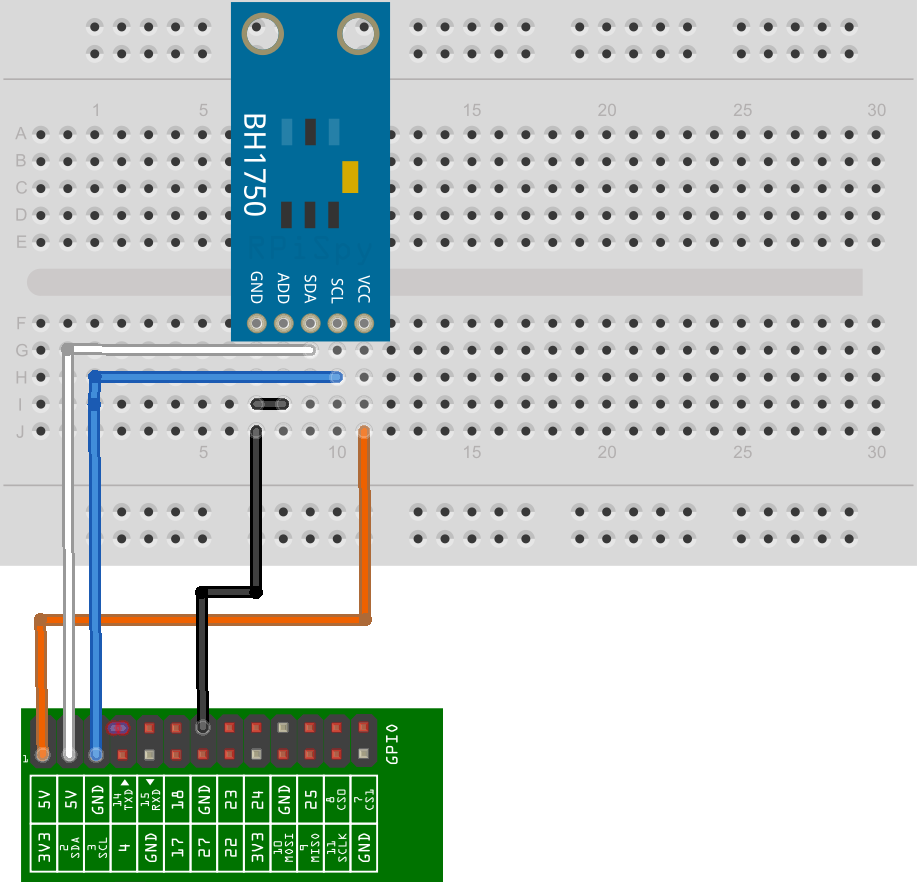 1 5 15 20 25 30
A
B
C
D
E
BH1750
RPiSpy
GND ADD SDA SCL VCC
F
G
H
I
J
5 10 15 20 25 30
1
GPIO
5V 5V GND 14 TXD 15 RXD 18 GND 23 24 GND 25 8 CS0 7 CS1
3V3 2 SDA 3 SCL 4 GND 17 27 22 3V3 10 MOSI 9 MISO 11 SCLK GND